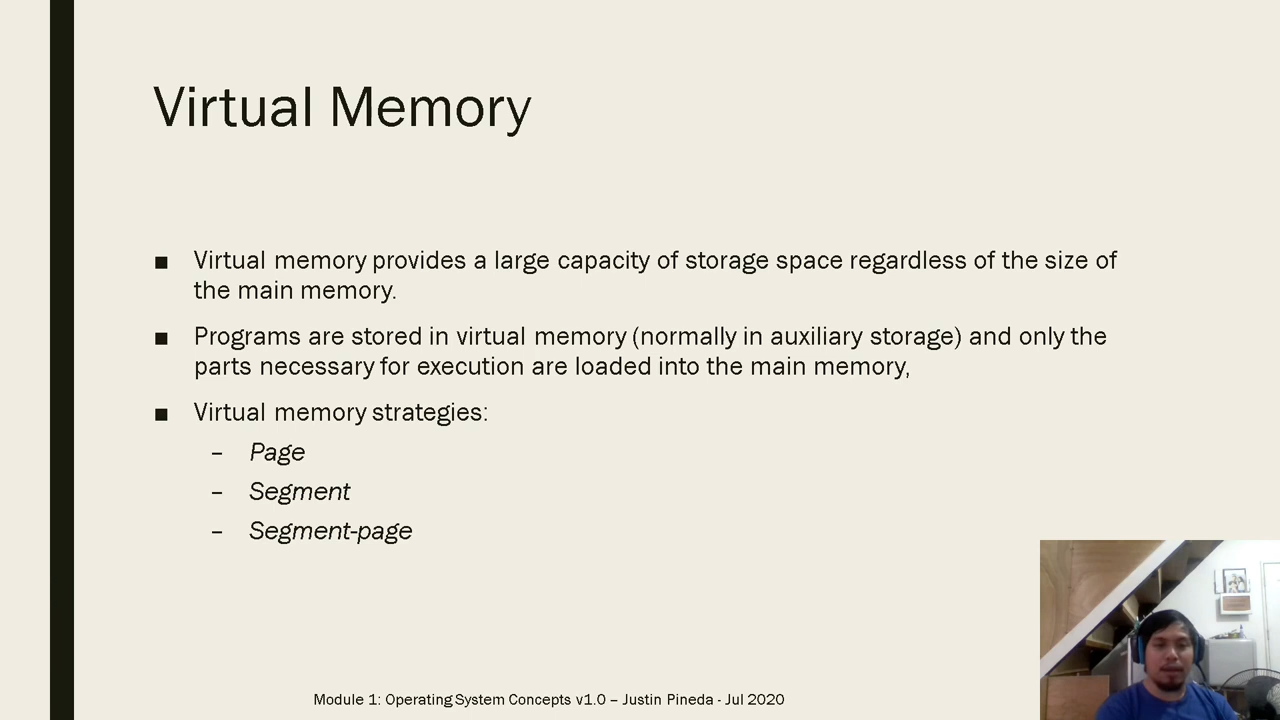 Virtual Memory
■ Virtual memory provides a large capacity of storage space regardless of the size of
the main memory.
■ Programs are stored in virtual memory (normally in auxiliary storage) and only the
parts necessary for execution are loaded into the main memory,
■ Virtual memory strategies:
– Page
– Segment
– Segment-page
Module 1: Operating System Concepts v1.0 – Justin Pineda - Jul 2020